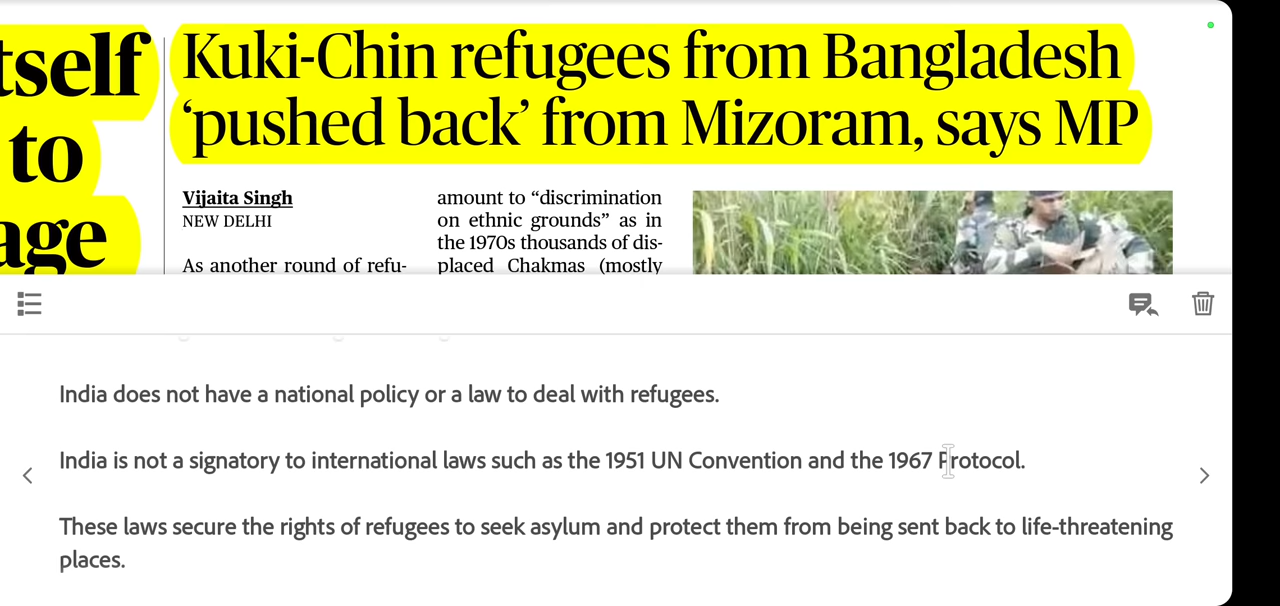 tself
to
age
Kuki-Chin refugees from Bangladesh
‘pushed back’ from Mizoram, says MP
Vijaita Singh
NEW DELHI
As another round of refu-
amount to “discrimination
on ethnic grounds” as in
the 1970s thousands of dis-
placed Chakmas (mostly
India does not have a national policy or a law to deal with refugees.
India is not a signatory to international laws such as the 1951 UN Convention and the 1967 Protocol.
These laws secure the rights of refugees to seek asylum and protect them from being sent back to life-threatening
places.